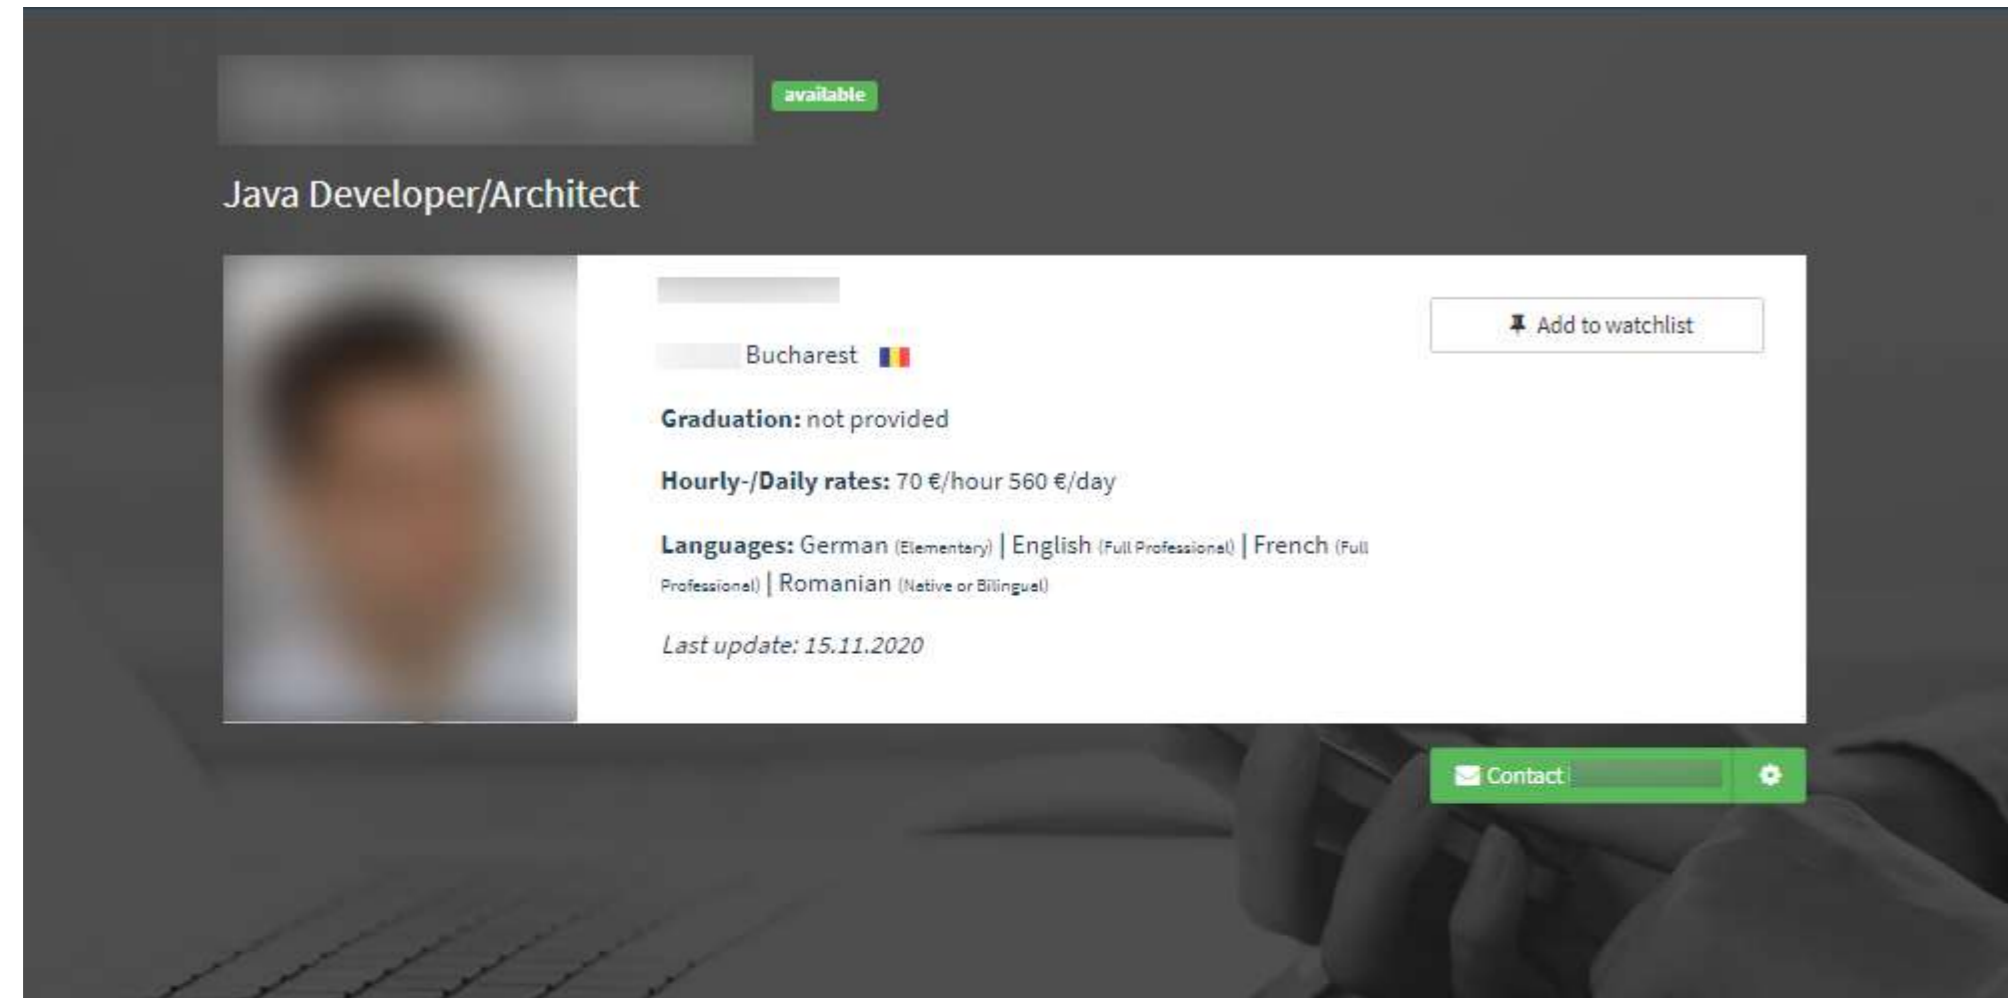 available
Java Developer/Architect
Add to watchlist
Bucharest
Graduation: not provided
Hourly-/Daily rates: 70 €/hour 560 €/day
Languages: German (Elementary) | English (Full Professional) | French (Full
Professional) | Romanian (Native or Bilingual)
Last update: 15.11.2020
Contact